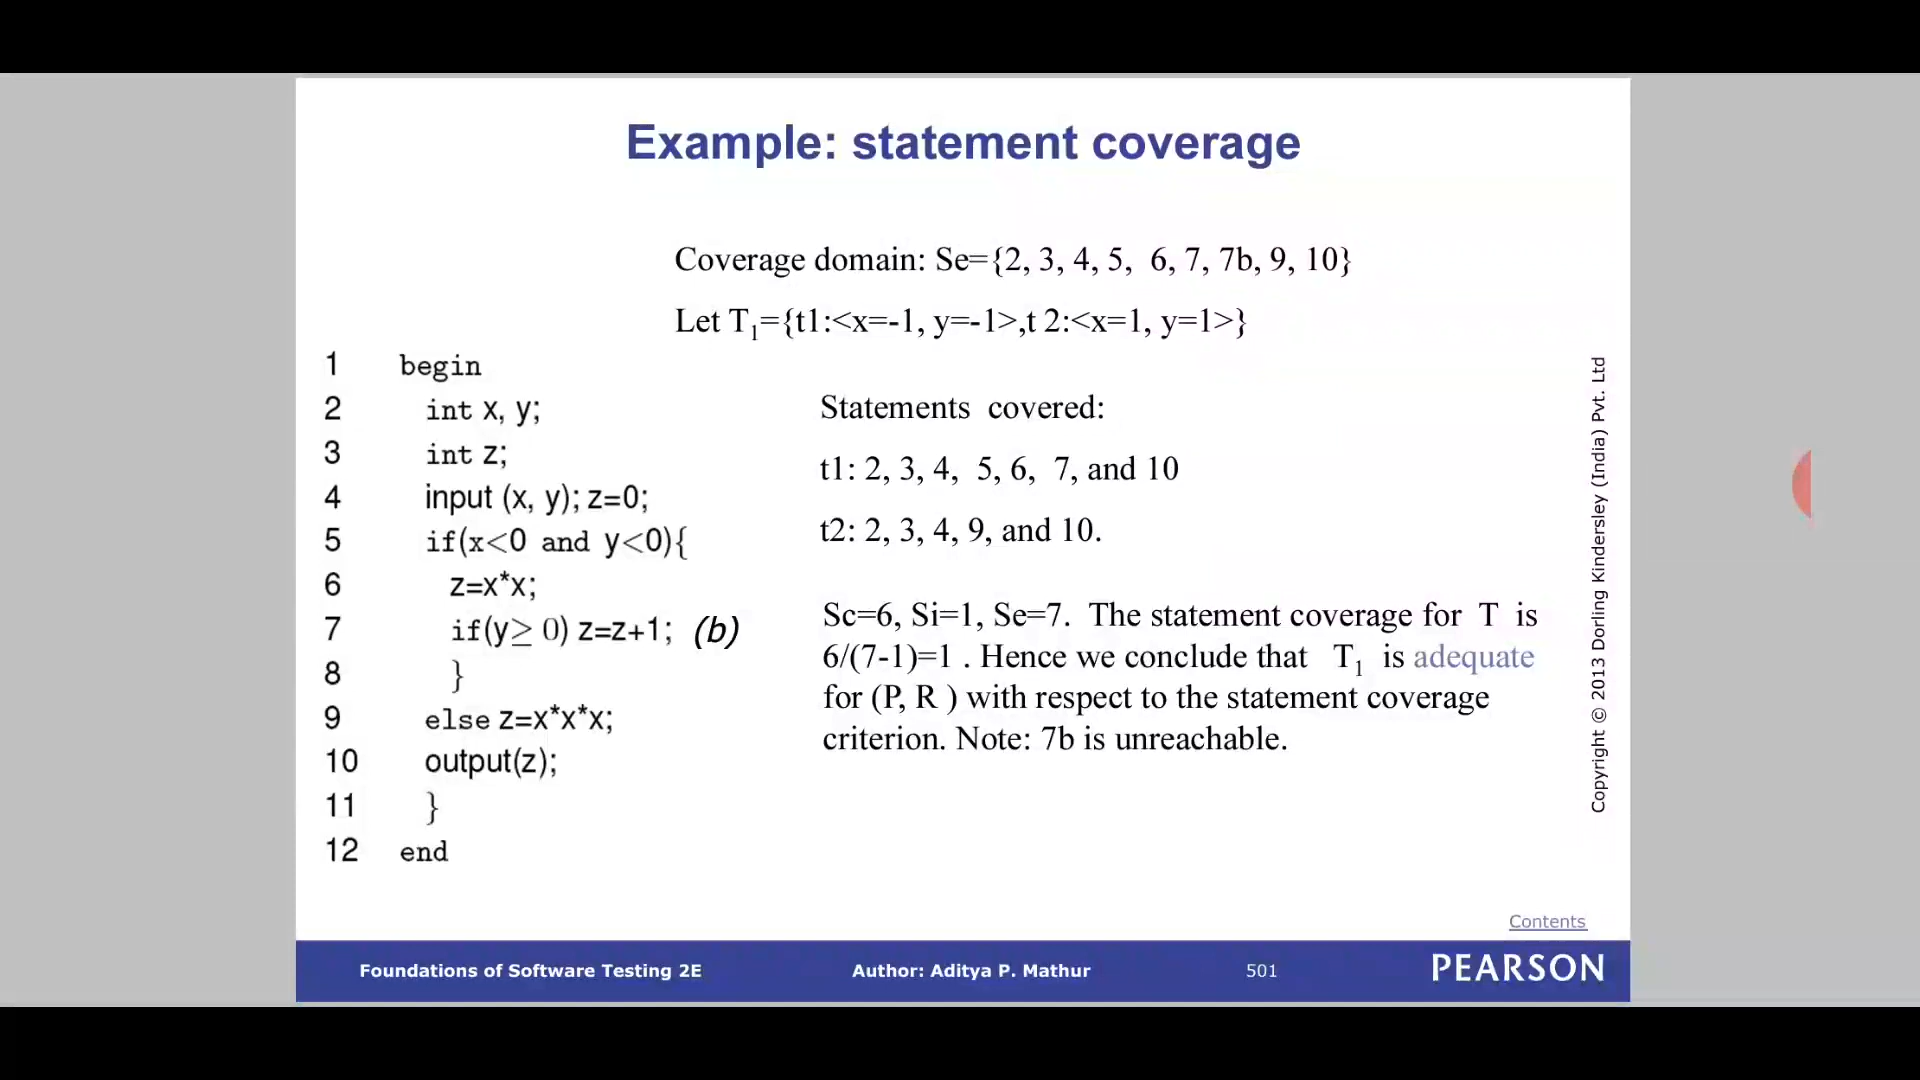 Example: statement coverage
Coverage domain: Se={2, 3, 4, 5, 6, 7, 7b, 9, 10}
Let T₁={t1:<x=-1, y=-1>,t 2:<x=1, y=1>}
1 begin
2 int x, y;
3 int z;
4 input (x, y); z=0;
5 if(x<0 and y<0){
6 z=x*x;
7 if(y≥ 0) z=z+1; (b)
8 }
9 else z=x*x*x;
10 output(z);
11 }
12 end
Statements covered:
t1: 2, 3, 4, 5, 6, 7, and 10
t2: 2, 3, 4, 9, and 10.
Sc=6, Si=1, Se=7. The statement coverage for T is
6/(7-1)=1 . Hence we conclude that T₁ is adequate
for (P, R ) with respect to the statement coverage
criterion. Note: 7b is unreachable.
Copyright © 2013 Dorling Kindersley (India) Pvt. Ltd
Contents
Foundations of Software Testing 2E Author: Aditya P. Mathur 501 PEARSON